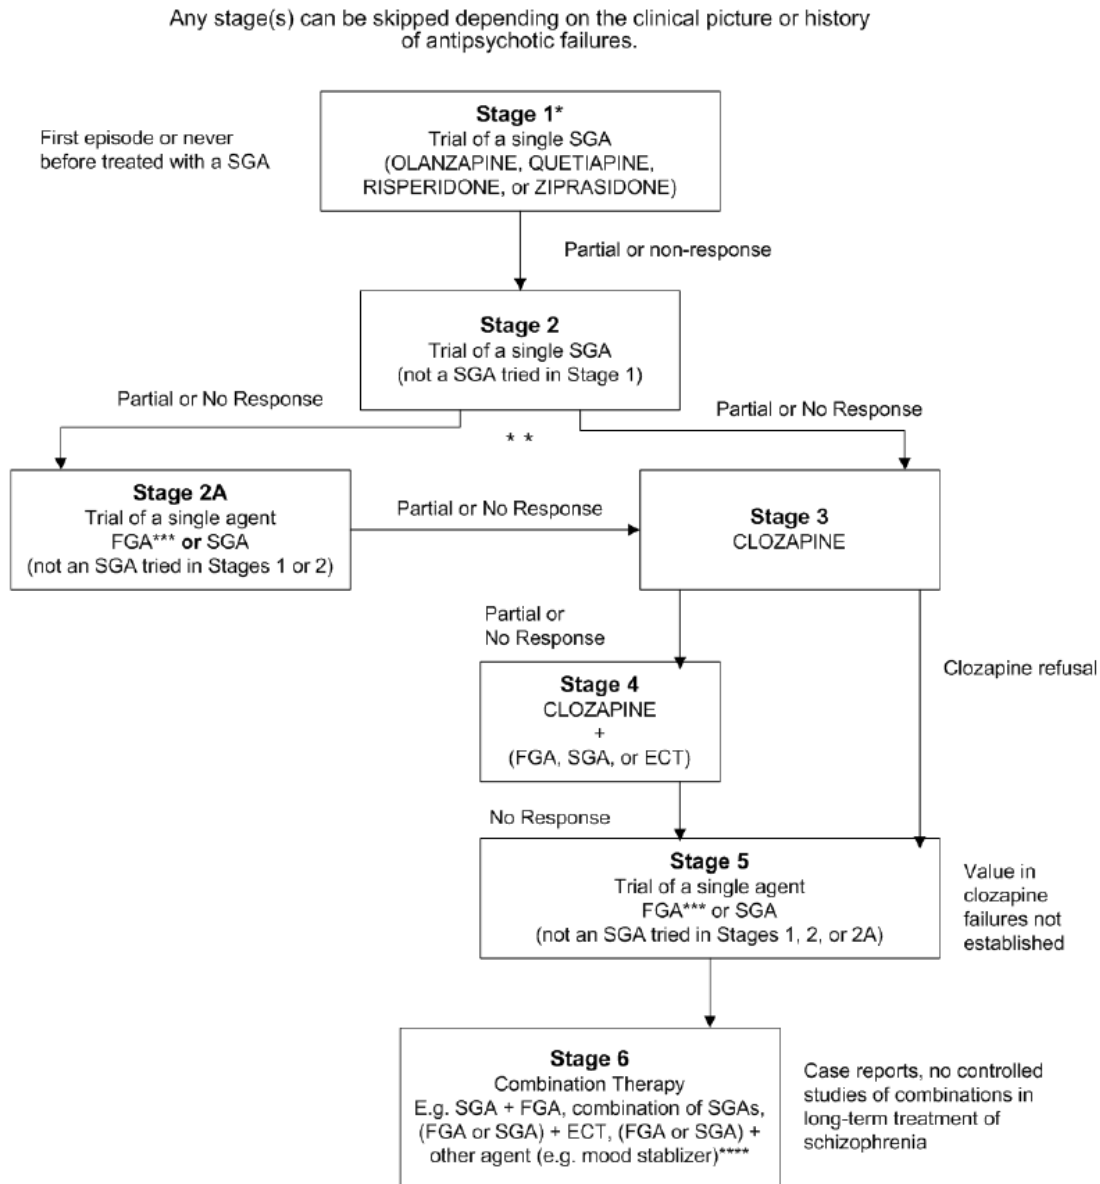 Any stage(s) can be skipped depending on the clinical picture or history
of antipsychotic failures.
First episode or never
before treated with a SGA
Stage 1*
Trial of a single SGA
(OLANZAPINE, QUETIAPINE,
RISPERIDONE, or ZIPRASIDONE)
Partial or non-response
Stage 2
Trial of a single SGA
(not a SGA tried in Stage 1)
Partial or No Response
Partial or No Response
* *
Stage 2A
Trial of a single agent
FGA*** or SGA
(not an SGA tried in Stages 1 or 2)
Partial or No Response
Stage 3
CLOZAPINE
Partial or
No Response
Clozapine refusal
Stage 4
CLOZAPINE
+
(FGA, SGA, or ECT)
No Response
Stage 5
Trial of a single agent
FGA*** or SGA
(not an SGA tried in Stages 1, 2, or 2A)
Value in
clozapine
failures not
established
Stage 6
Combination Therapy
E.g. SGA + FGA, combination of SGAs,
(FGA or SGA) + ECT, (FGA or SGA) +
other agent (e.g. mood stablizer)****
Case reports, no controlled
studies of combinations in
long-term treatment of
schizophrenia